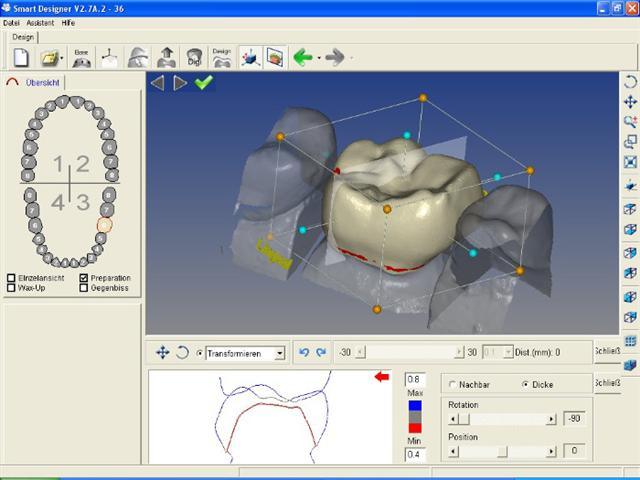 Smart Designer V2.7A.2 - 36
Datei Assistent Hilfe
Design
Base
Digi
Design
Übersicht
1 2
4 3
Einzelansicht
Preparation
Wax-Up
Gegenbiss
Lingual
Transformieren
-30
30
0.1
Dist.(mm): 0
Schließ
0.8
Max
Min
0.4
Nachbar
Dicke
Schließ
Rotation
-90
Position
0